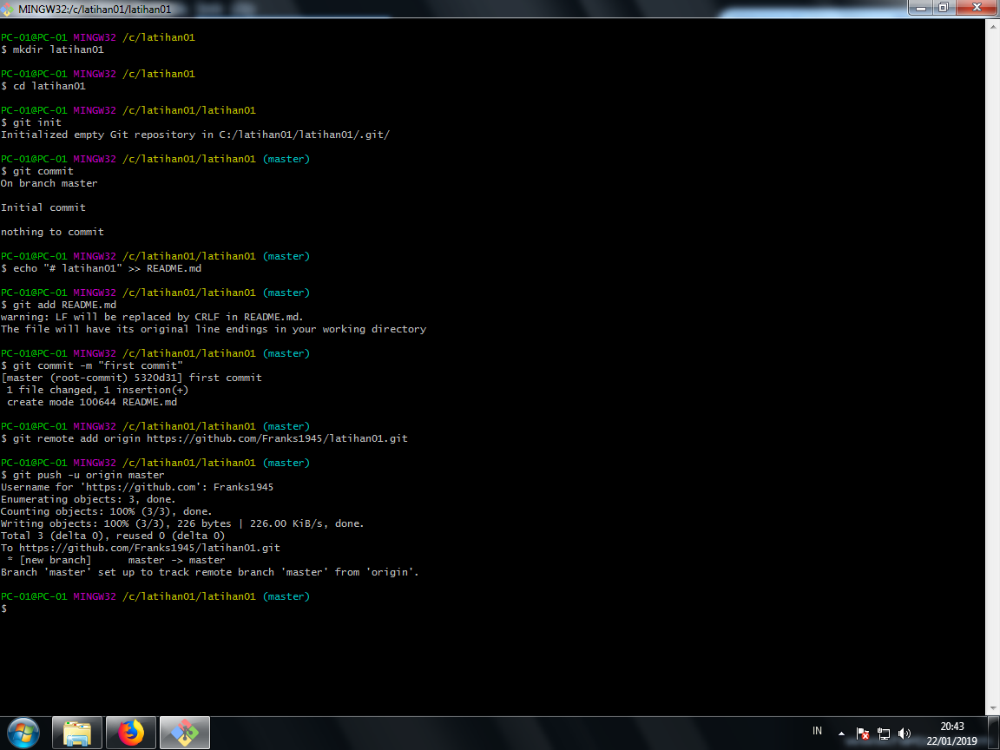 MINGW32:/c/latihan01/latihan01
PC-01@PC-01 MINGW32 /c/latihan01
$ mkdir latihan01
PC-01@PC-01 MINGW32 /c/latihan01
$ cd latihan01
PC-01@PC-01 MINGW32 /c/latihan01/latihan01
$ git init
Initialized empty Git repository in C:/latihan01/latihan01/.git/
PC-01@PC-01 MINGW32 /c/latihan01/latihan01 (master)
$ git commit
On branch master
Initial commit
nothing to commit
PC-01@PC-01 MINGW32 /c/latihan01/latihan01 (master)
$ echo "# latihan01" >> README.md
PC-01@PC-01 MINGW32 /c/latihan01/latihan01 (master)
$ git add README.md
warning: LF will be replaced by CRLF in README.md.
The file will have its original line endings in your working directory
PC-01@PC-01 MINGW32 /c/latihan01/latihan01 (master)
$ git commit -m "first commit"
[master (root-commit) 5320d31] first commit
 1 file changed, 1 insertion(+)
 create mode 100644 README.md
PC-01@PC-01 MINGW32 /c/latihan01/latihan01 (master)
$ git remote add origin https://github.com/Franks1945/latihan01.git
PC-01@PC-01 MINGW32 /c/latihan01/latihan01 (master)
$ git push -u origin master
Username for 'https://github.com': Franks1945
Enumerating objects: 3, done.
Counting objects: 100% (3/3), done.
Writing objects: 100% (3/3), 226 bytes | 226.00 KiB/s, done.
Total 3 (delta 0), reused 0 (delta 0)
To https://github.com/Franks1945/latihan01.git
 * [new branch]      master -> master
Branch 'master' set up to track remote branch 'master' from 'origin'.
PC-01@PC-01 MINGW32 /c/latihan01/latihan01 (master)
$
IN
20:43
22/01/2019